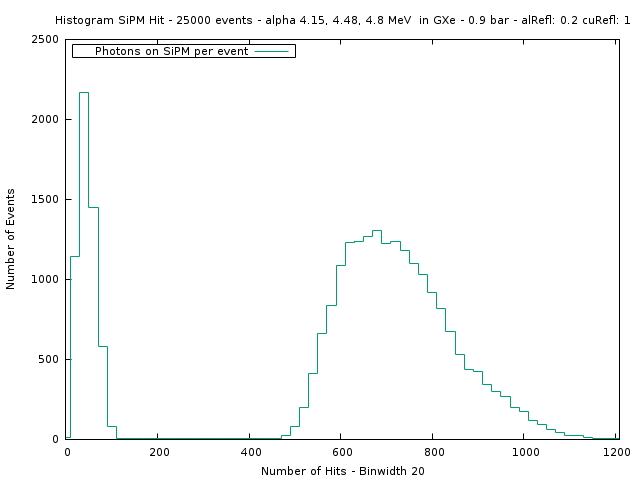 Histogram SiPM Hit - 25000 events - alpha 4.15, 4.48, 4.8 MeV  in GXe - 0.9 bar - alRefl: 0.2 cuRefl: 1
2500
Photons on SiPM per event
2000
1500
1000
500
0
Number of Events
0 200 400 600 800 1000 1200
Number of Hits - Binwidth 20